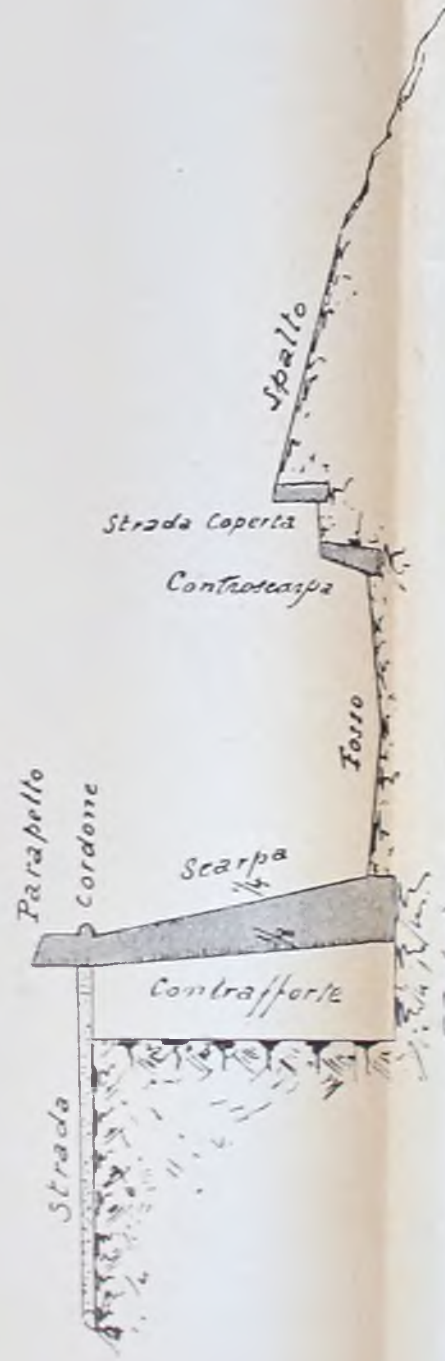 Spalto
Strada Coperta
Controscarpa
Fosso
Parapetto
Cordone
Scarpa
Contrafforte
Strada